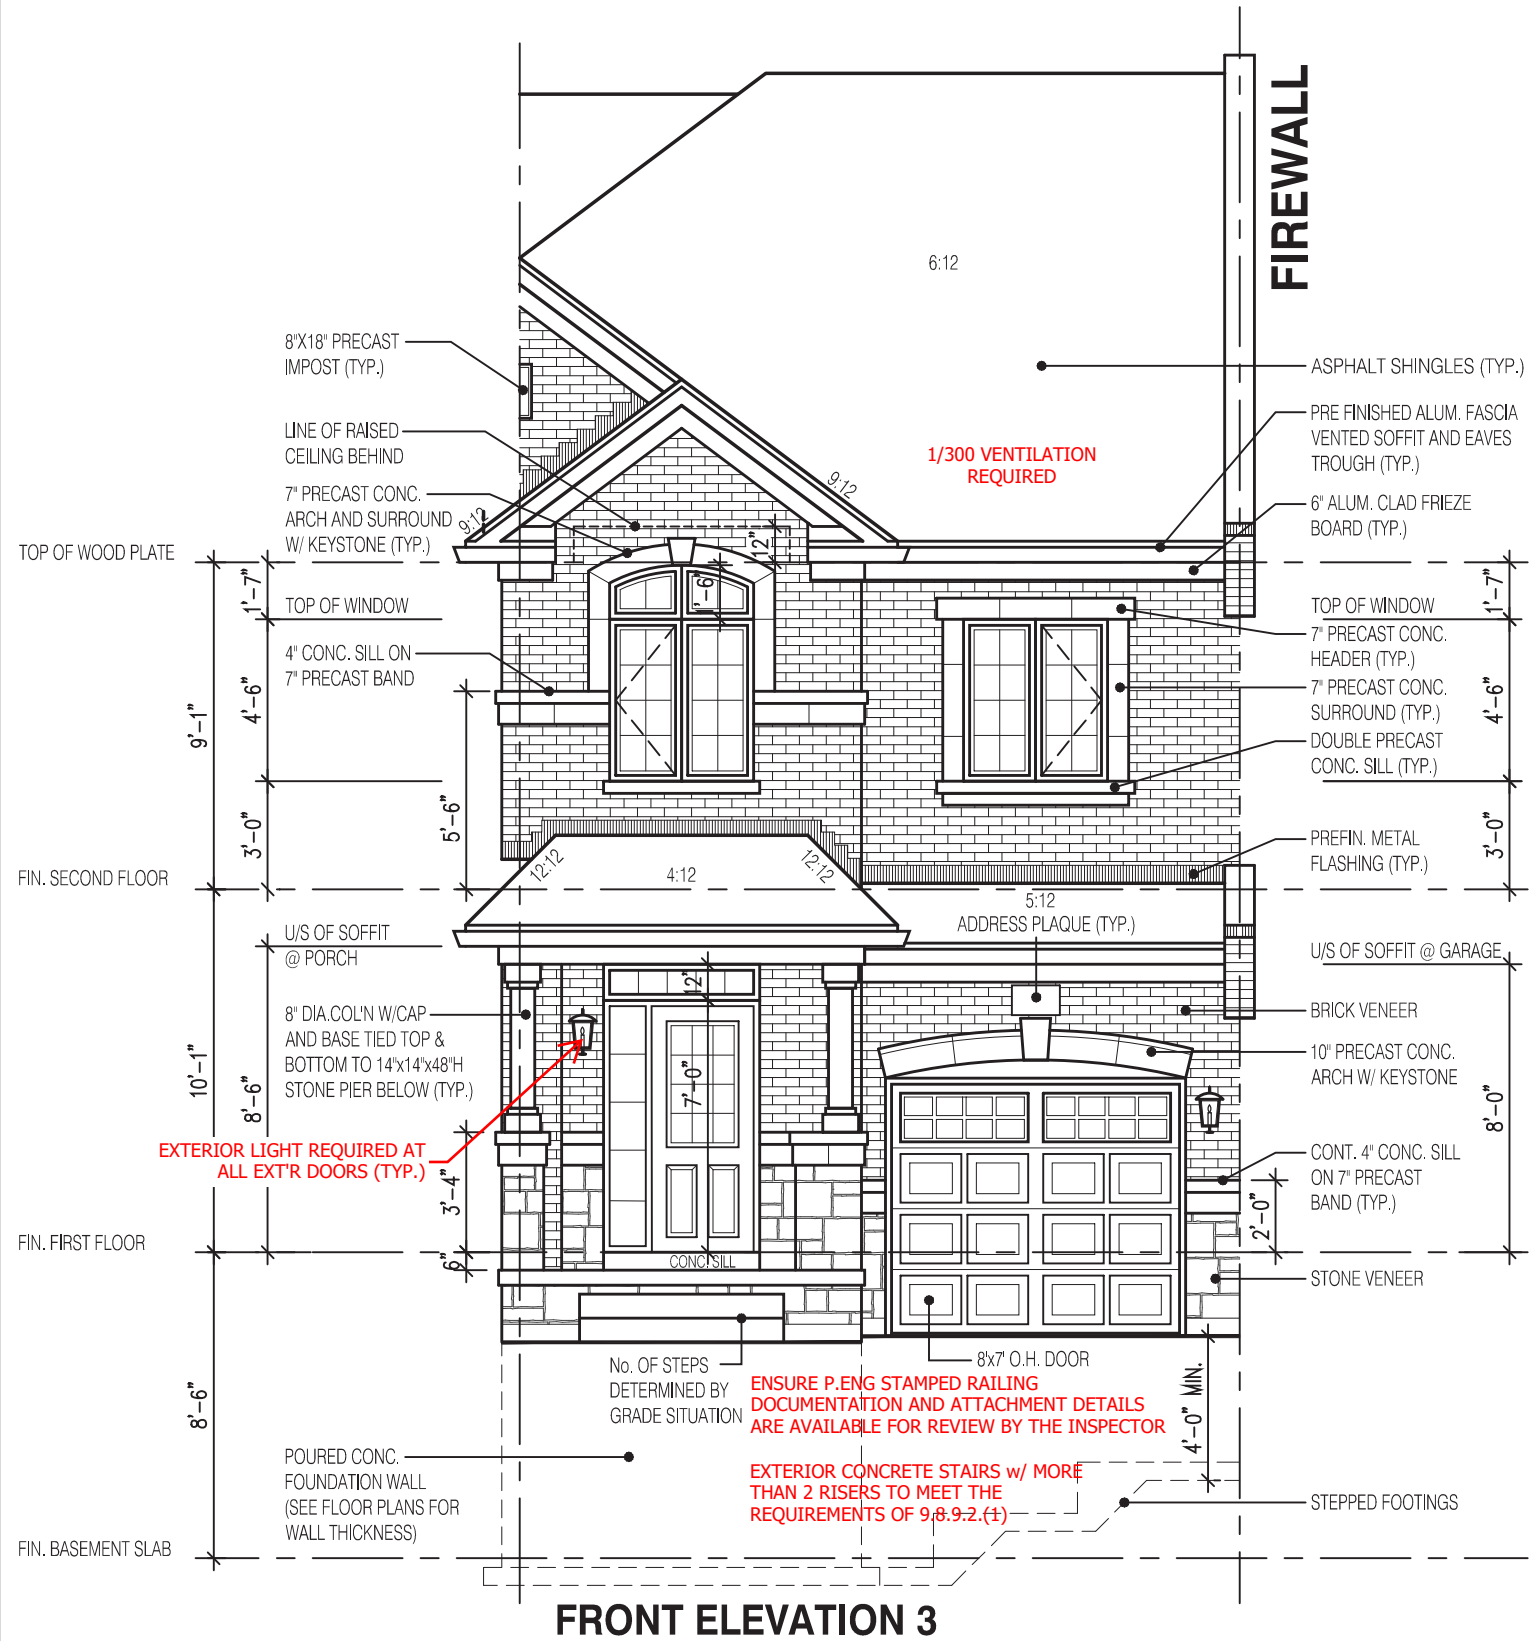 FIREWALL
6:12
8"X18" PRECAST
IMPOST (TYP.)
ASPHALT SHINGLES (TYP.)
LINE OF RAISED
CEILING BEHIND
PRE FINISHED ALUM. FASCIA
VENTED SOFFIT AND EAVES
TROUGH (TYP.)
1/300 VENTILATION
REQUIRED
9:12
9:12
7" PRECAST CONC.
ARCH AND SURROUND
W/ KEYSTONE (TYP.)
6" ALUM. CLAD FRIEZE
BOARD (TYP.)
12"
TOP OF WOOD PLATE
1'-7"
1'-6"
1'-7"
TOP OF WINDOW
TOP OF WINDOW
7" PRECAST CONC.
HEADER (TYP.)
4" CONC. SILL ON
7" PRECAST BAND
7" PRECAST CONC.
SURROUND (TYP.)
9'-1"
4'-6"
4'-6"
DOUBLE PRECAST
CONC. SILL (TYP.)
3'-0"
5'-6"
3'-0"
PREFIN. METAL
FLASHING (TYP.)
12:12
4:12
12:12
FIN. SECOND FLOOR
5:12
ADDRESS PLAQUE (TYP.)
U/S OF SOFFIT
@ PORCH
U/S OF SOFFIT @ GARAGE
12"
8" DIA.COL'N W/CAP
AND BASE TIED TOP &
BOTTOM TO 14"x14"x48"H
STONE PIER BELOW (TYP.)
BRICK VENEER
10" PRECAST CONC.
ARCH W/ KEYSTONE
10'-1"
8'-6"
7'-0"
8'-0"
EXTERIOR LIGHT REQUIRED AT
ALL EXT'R DOORS (TYP.)
CONT. 4" CONC. SILL
ON 7" PRECAST
BAND (TYP.)
3'-4"
2'-0"
FIN. FIRST FLOOR
6"
CONC. SILL
STONE VENEER
No. OF STEPS
DETERMINED BY
GRADE SITUATION
8'x7' O.H. DOOR
ENSURE P.ENG STAMPED RAILING
DOCUMENTATION AND ATTACHMENT DETAILS
ARE AVAILABLE FOR REVIEW BY THE INSPECTOR
8'-6"
4'-0" MIN.
POURED CONC.
FOUNDATION WALL
(SEE FLOOR PLANS FOR
WALL THICKNESS)
EXTERIOR CONCRETE STAIRS w/ MORE
THAN 2 RISERS TO MEET THE
REQUIREMENTS OF 9.8.9.2.(1)
STEPPED FOOTINGS
FIN. BASEMENT SLAB
FRONT ELEVATION 3